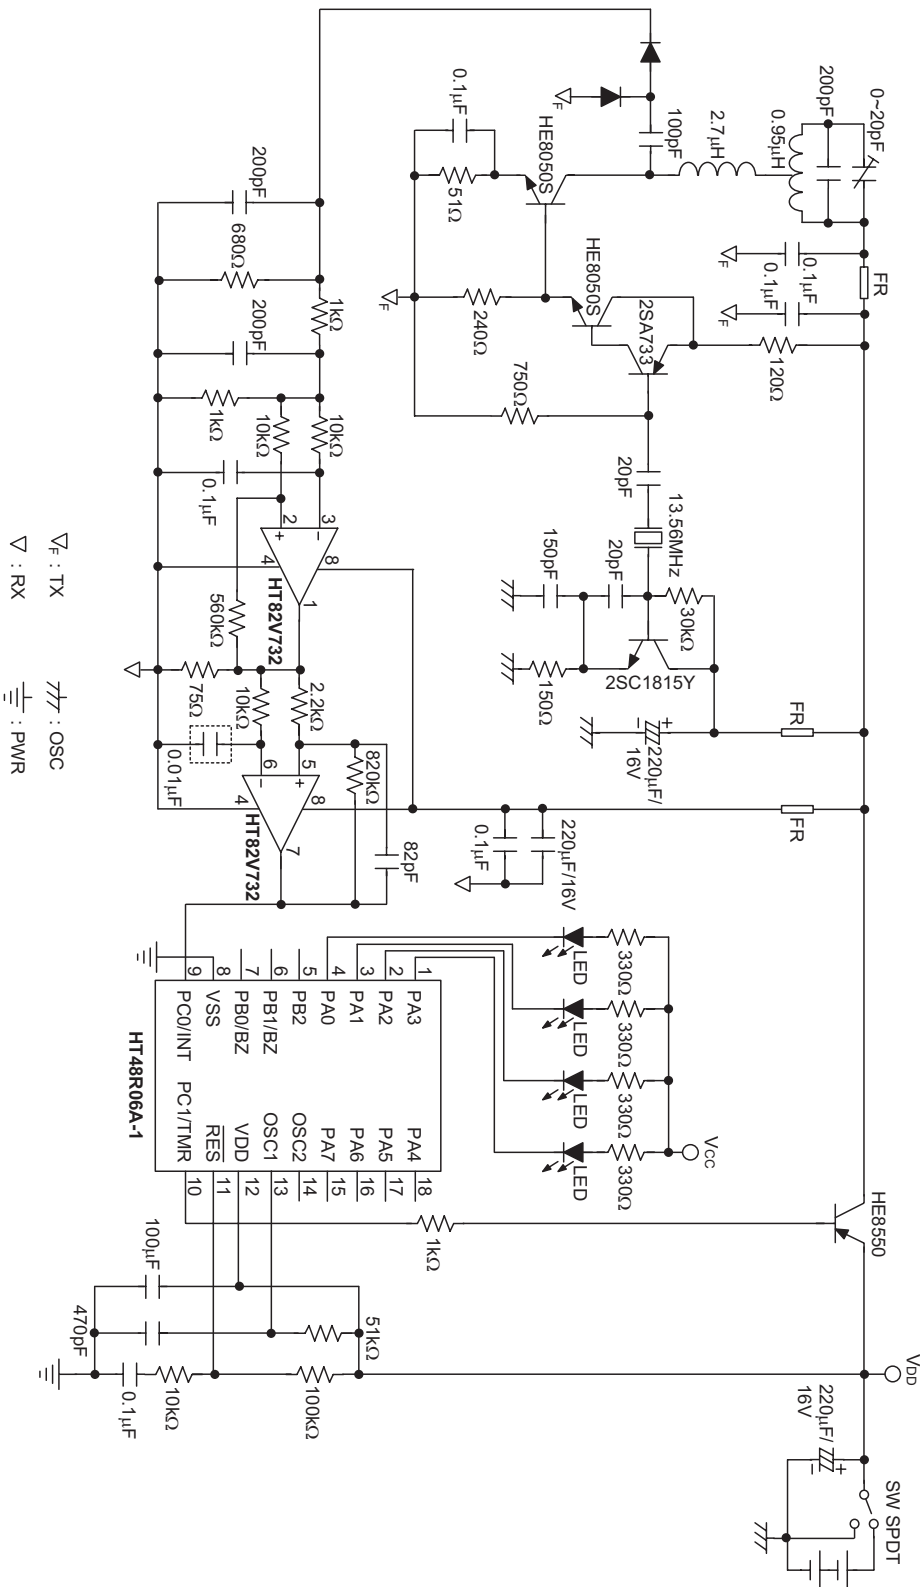 0~20pF
200pF
0.95μH
2.7μH
100pF
F
HE8050S
0.1μF
51Ω
200pF
680Ω
FR
0.1μF
0.1μF
F
F
120Ω
2SA733
HE8050S
240Ω
F
750Ω
1kΩ
200pF
10kΩ
10kΩ
1kΩ
0.1μF
20pF
13.56MHz
20pF
150pF
30kΩ
2SC1815Y
150Ω
3
2
8
4
1
+
−
HT82V732
560kΩ
75Ω
FR
+
−
220μF/
16V
2.2kΩ
10kΩ
0.01μF
820kΩ
82pF
5
6
8
4
7
+
−
HT82V732
FR
220μF/16V
0.1μF
F : TX
: RX
: OSC
: PWR
VCC
330Ω
330Ω
330Ω
330Ω
LED
LED
LED
LED
1 PA3
2 PA2
3 PA1
4 PA0
5 PB2
6 PB1/BZ
7 PB0/BZ
8 VSS
9 PC0/INT
PA4 18
PA5 17
PA6 16
PA7 15
OSC2 14
OSC1 13
VDD 12
RES 11
PC1/TMR 10
HT48R06A-1
HE8550
1kΩ
100μF
470pF
51kΩ
100kΩ
10kΩ
0.1μF
VDD
220μF/
16V
+
−
SW SPDT